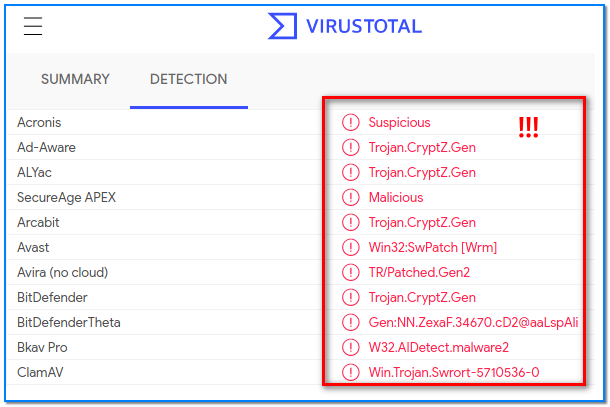 VIRUSTOTAL
SUMMARY DETECTION
Acronis Suspicious !!!
Ad-Aware Trojan.CryptZ.Gen
ALYac Trojan.CryptZ.Gen
SecureAge APEX Malicious
Arcabit Trojan.CryptZ.Gen
Avast Win32:SwPatch [Wrm]
Avira (no cloud) TR/Patched.Gen2
BitDefender Trojan.CryptZ.Gen
BitDefenderTheta Gen:NN.ZexaF.34670.cD2@aaLspAli
Bkav Pro W32.AIDetect.malware2
ClamAV Win.Trojan.Swrort-5710536-0